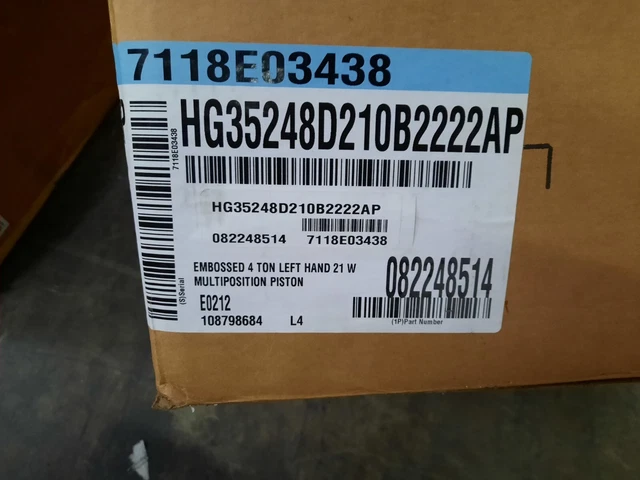 7118E03438
HG35248D210B2222AP
7118E03438
HG35248D210B2222AP
082248514 7118E03438
EMBOSSED 4 TON LEFT HAND 21 W
MULTIPOSITION PISTON
082248514
E0212
(1P)Part Number
108798684 L4
(S)Serial